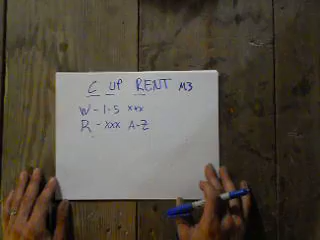 C UP RENT M3
W - 1-5 xxx
R - xxx A-Z